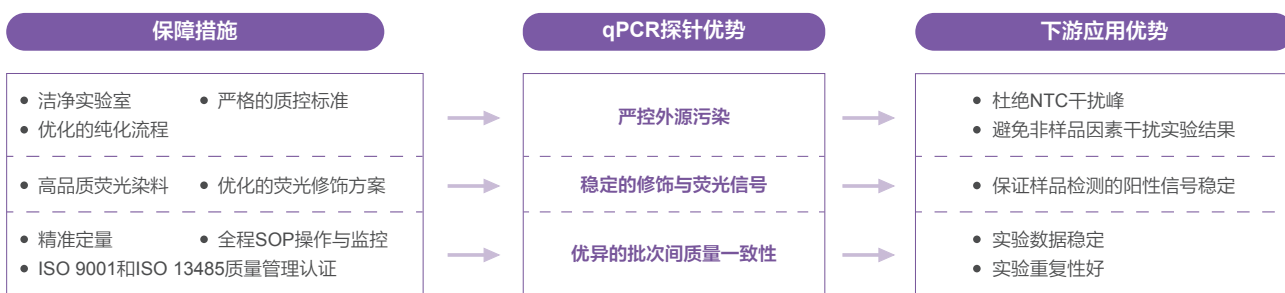 保障措施
qPCR探针优势
下游应用优势
洁净实验室
严格的质控标准
优化的纯化流程
严控外源污染
杜绝NTC干扰峰
避免非样品因素干扰实验结果
高品质荧光染料
优化的荧光修饰方案
稳定的修饰与荧光信号
保证样品检测的阳性信号稳定
精准定量
全程SOP操作与监控
ISO 9001和ISO 13485质量管理认证
优异的批次间质量一致性
实验数据稳定
实验重复性好